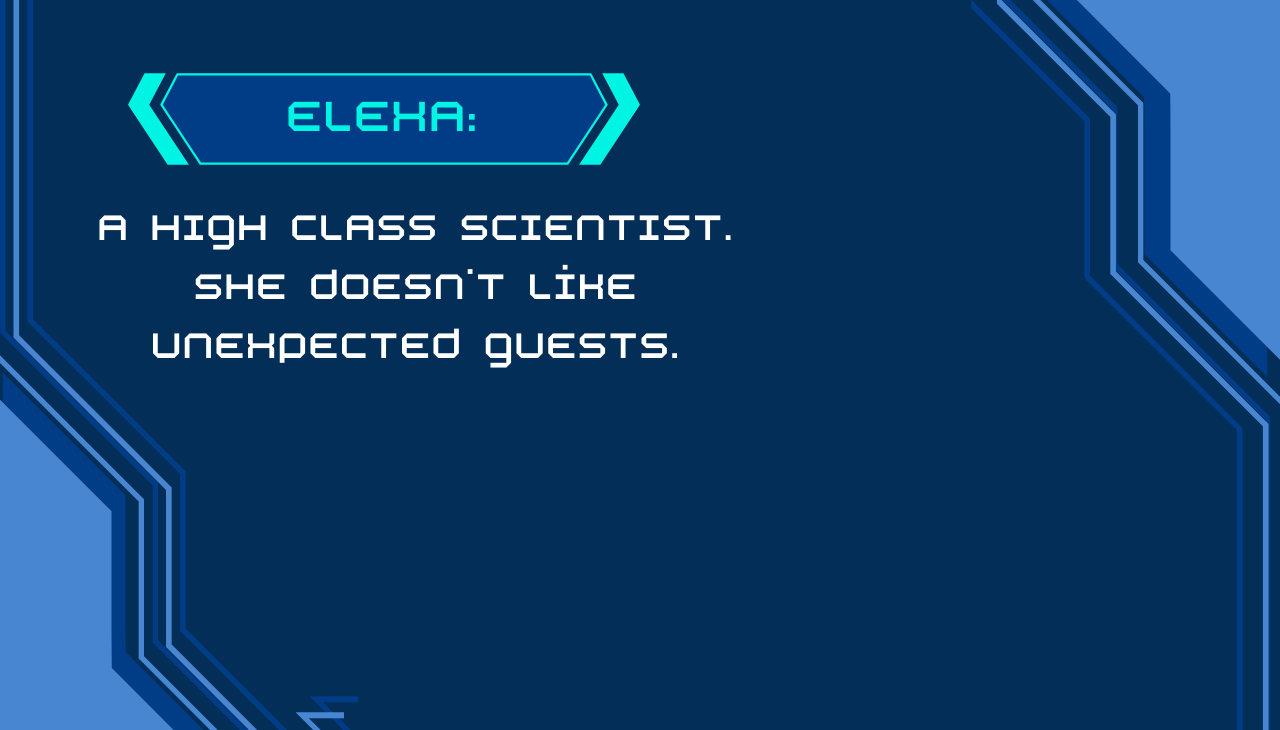 ELEXA:
A HIGH CLASS SCIENTIST.
SHE DOESN'T LIKE
UNEXPECTED GUESTS.